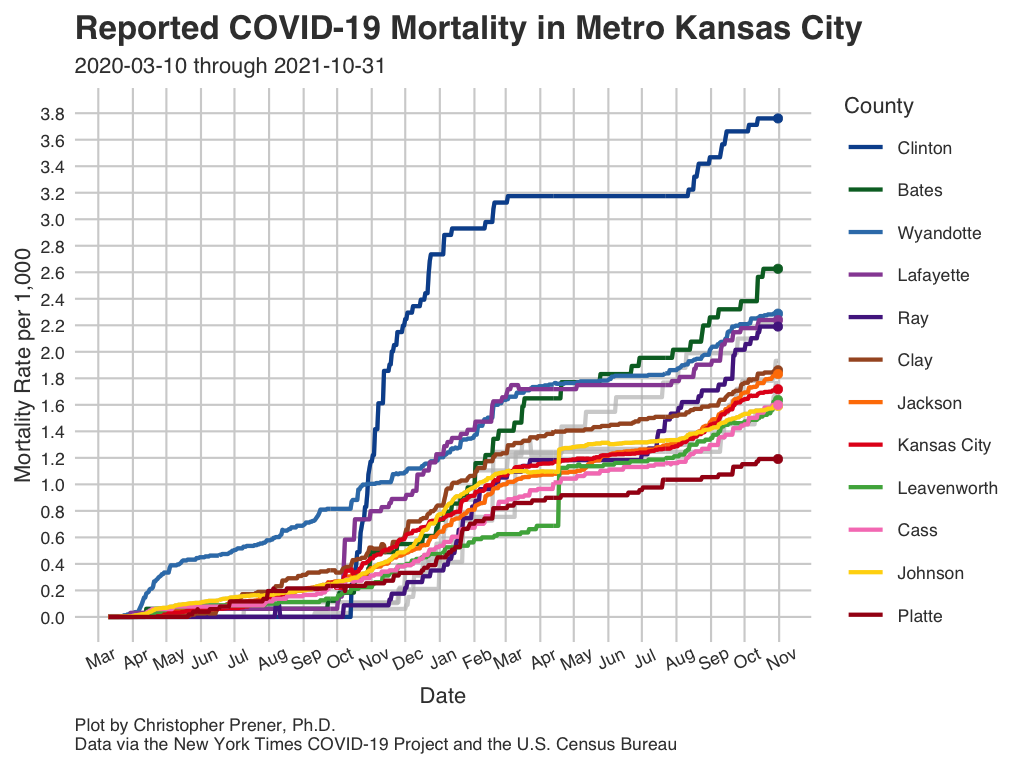 Reported COVID-19 Mortality in Metro Kansas City
2020-03-10 through 2021-10-31
Mortality Rate per 1,000
3.8
3.6
3.4
3.2
3.0
2.8
2.6
2.4
2.2
2.0
1.8
1.6
1.4
1.2
1.0
0.8
0.6
0.4
0.2
0.0
Mar Apr May Jun Jul Aug Sep Oct Nov Dec Jan Feb Mar Apr May Jun Jul Aug Sep Oct Nov
Date
County
Clinton
Bates
Wyandotte
Lafayette
Ray
Clay
Jackson
Kansas City
Leavenworth
Cass
Johnson
Platte
Plot by Christopher Prener, Ph.D.
Data via the New York Times COVID-19 Project and the U.S. Census Bureau